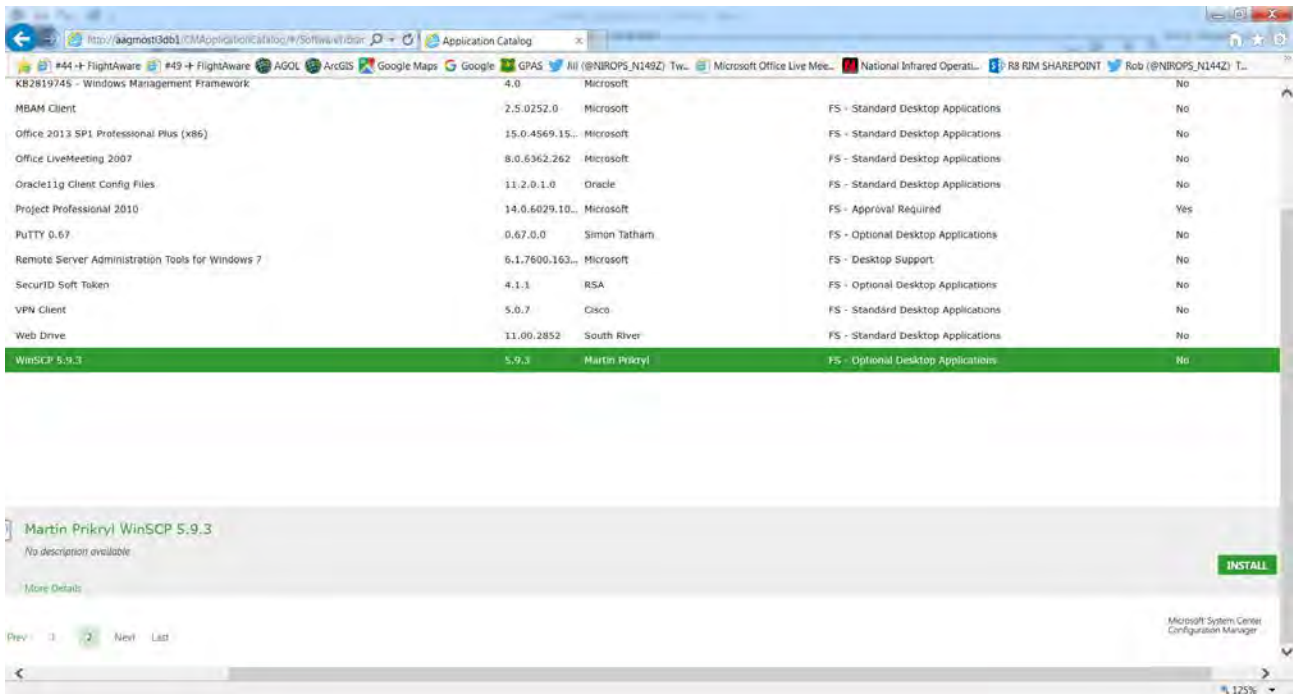 http://aagmosti3db1/CMApplicationCatalog/#/SoftwareLibrar Application Catalog
#44 FlightAware #49 FlightAware AGOL ArcGIS Google Maps Google GPAS Jill (@NIROPS_N149Z) Tw... Microsoft Office Live Mee... National Infrared Operati... R8 RIM SHAREPOINT Rob (@NIROPS_N144Z) T...
KB2819745 - Windows Management Framework 4.0 Microsoft No
MBAM Client 2.5.0252.0 Microsoft FS - Standard Desktop Applications No
Office 2013 SP1 Professional Plus (x86) 15.0.4569.15... Microsoft FS - Standard Desktop Applications No
Office LiveMeeting 2007 8.0.6362.262 Microsoft FS - Standard Desktop Applications No
Oracle11g Client Config Files 11.2.0.1.0 Oracle FS - Standard Desktop Applications No
Project Professional 2010 14.0.6029.10... Microsoft FS - Approval Required Yes
PuTTY 0.67 0.67.0.0 Simon Tatham FS - Optional Desktop Applications No
Remote Server Administration Tools for Windows 7 6.1.7600.163... Microsoft FS - Desktop Support No
SecurID Soft Token 4.1.1 RSA FS - Optional Desktop Applications No
VPN Client 5.0.7 Cisco FS - Standard Desktop Applications No
Web Drive 11.00.2852 South River FS - Standard Desktop Applications No
WinSCP 5.9.3 5.9.3 Martin Prikryl FS - Optional Desktop Applications No
Martin Prikryl WinSCP 5.9.3
No description available
INSTALL
More Details
Prev 1 2 Next Last
Microsoft System Center
Configuration Manager
125%